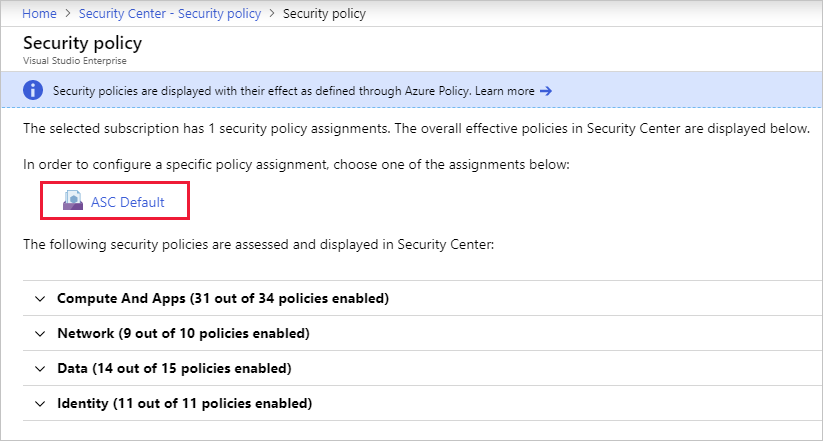 Home > Security Center - Security policy > Security policy
Security policy
Visual Studio Enterprise
Security policies are displayed with their effect as defined through Azure Policy. Learn more →
The selected subscription has 1 security policy assignments. The overall effective policies in Security Center are displayed below.
In order to configure a specific policy assignment, choose one of the assignments below:
ASC Default
The following security policies are assessed and displayed in Security Center:
Compute And Apps (31 out of 34 policies enabled)
Network (9 out of 10 policies enabled)
Data (14 out of 15 policies enabled)
Identity (11 out of 11 policies enabled)